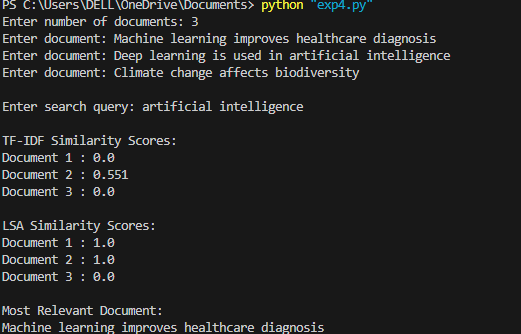 PS C:\Users\DELL\OneDrive\Documents> python "exp4.py"
Enter number of documents: 3
Enter document: Machine learning improves healthcare diagnosis
Enter document: Deep learning is used in artificial intelligence
Enter document: Climate change affects biodiversity
Enter search query: artificial intelligence
TF-IDF Similarity Scores:
Document 1 : 0.0
Document 2 : 0.551
Document 3 : 0.0
LSA Similarity Scores:
Document 1 : 1.0
Document 2 : 1.0
Document 3 : 0.0
Most Relevant Document:
Machine learning improves healthcare diagnosis